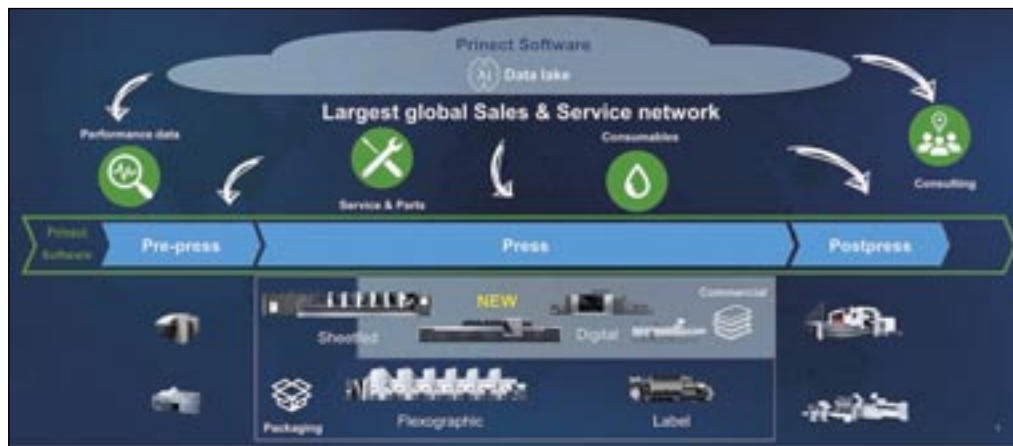 Prinect Software
AI Data lake
Largest global Sales & Service network
Performance data
Consumables
Service & Parts
Consulting
Prinect
Software
Pre-press
Press
Postpress
NEW
Commercial
Sheetfed
Digital
Packaging
Flexographic
Label